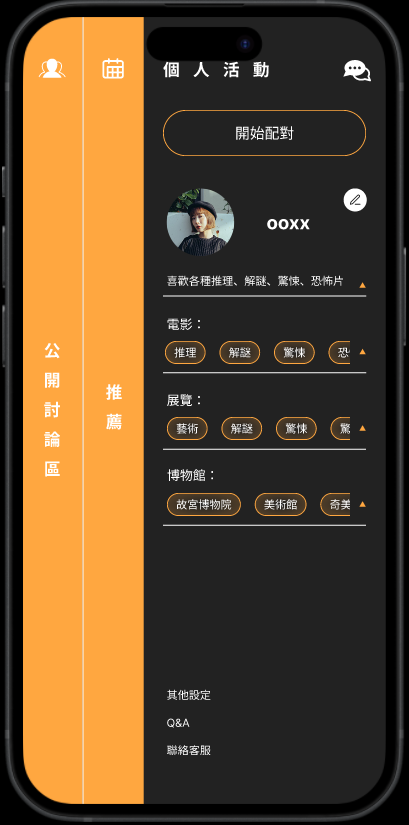 個人活動
開始配對
ooxx
喜歡各種推理、解謎、驚悚、恐怖片
電影：
推理 解謎 驚悚 恐
展覽：
藝術 解謎 驚悚 驚
博物館：
故宮博物院 美術館 奇美
其他設定
Q&A
聯絡客服
公開討論區
推薦